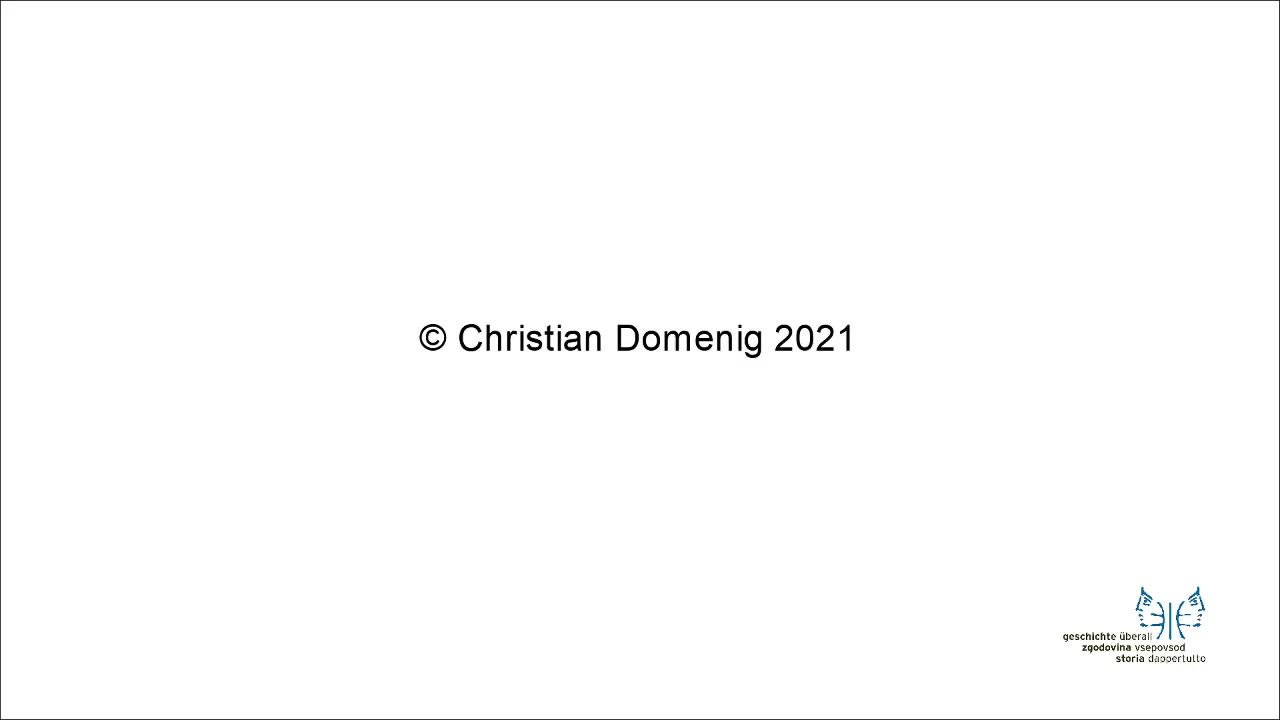 © Christian Domenig 2021
geschichte überall
zgodovina vsepovsod
storia dappertutto